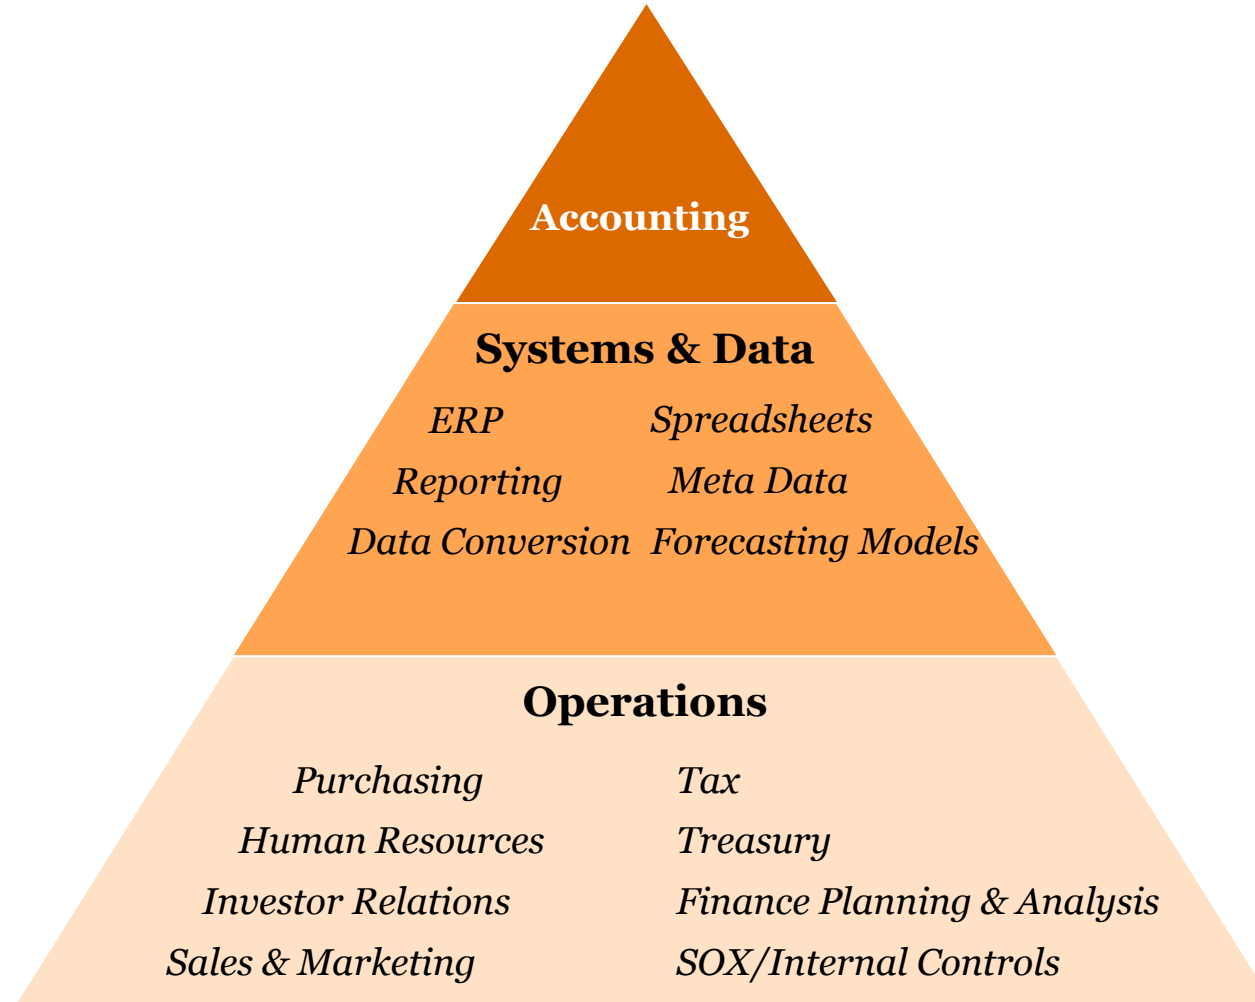 Accounting
Systems & Data
ERP Spreadsheets
Reporting Meta Data
Data Conversion Forecasting Models
Operations
Purchasing Tax
Human Resources Treasury
Investor Relations Finance Planning & Analysis
Sales & Marketing SOX/Internal Controls